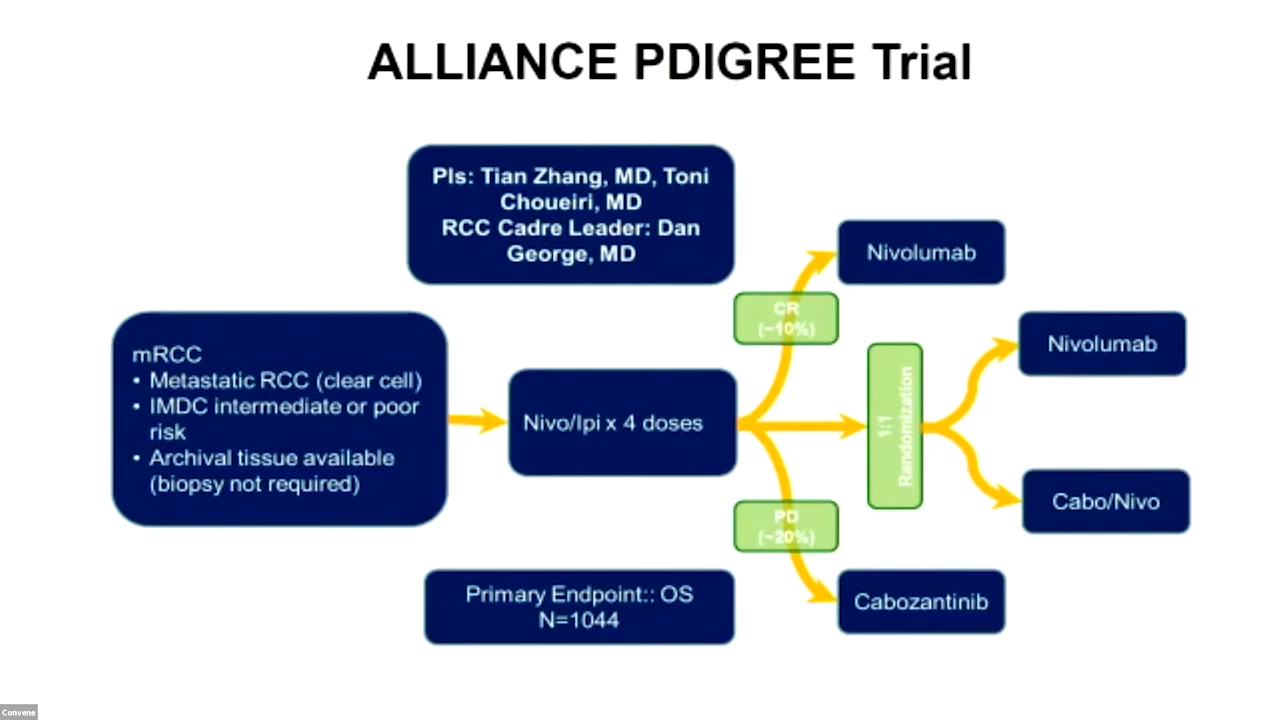 ALLIANCE PDIGREE Trial
PIs: Tian Zhang, MD, Toni
Choueiri, MD
RCC Cadre Leader: Dan
George, MD
mRCC
• Metastatic RCC (clear cell)
• IMDC intermediate or poor
risk
• Archival tissue available
(biopsy not required)
Nivo/Ipi x 4 doses
CR
(~10%)
Nivolumab
1:1
Randomization
Nivolumab
Cabo/Nivo
PD
(~20%)
Cabozantinib
Primary Endpoint:: OS
N=1044
Convene